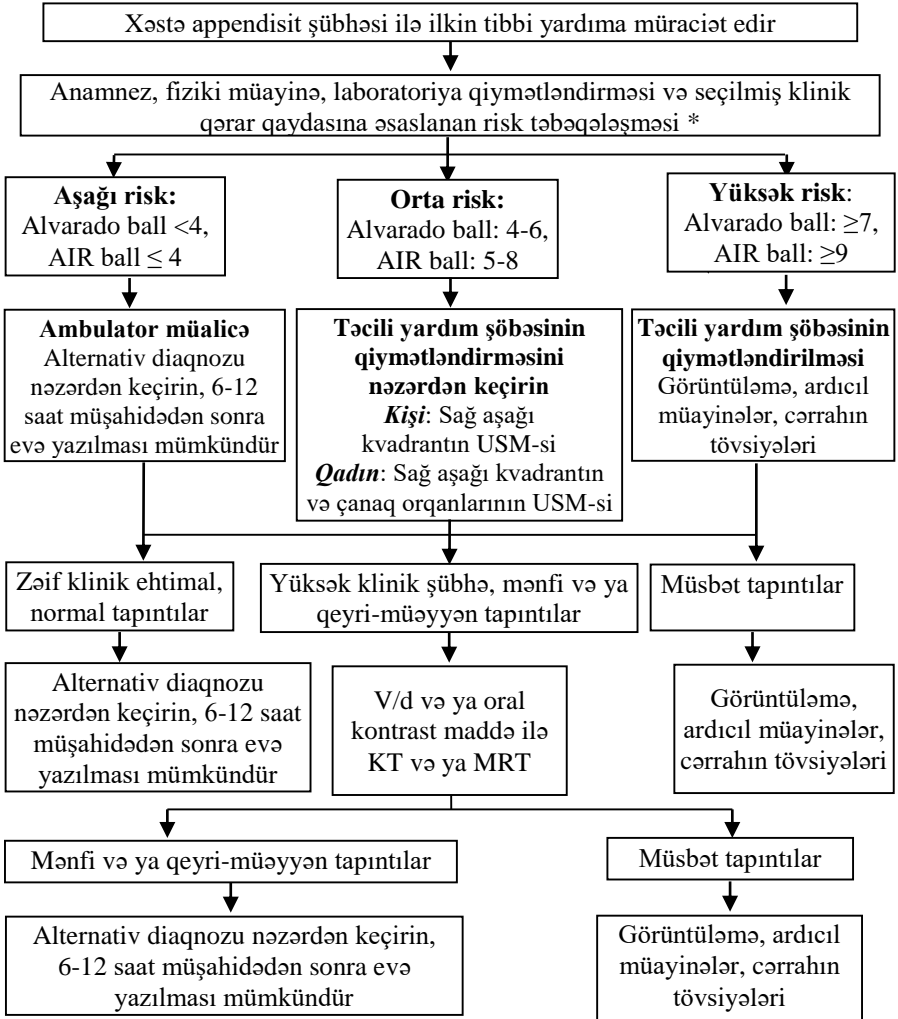 Xəstə appendisit şübhəsi ilə ilkin tibbi yardıma müraciət edir
Anamnez, fiziki müayinə, laboratoriya qiymətləndirməsi və seçilmiş klinik
qərar qaydasına əsaslanan risk təbəqələşməsi *
Aşağı risk:
Alvarado ball <4,
AIR ball ≤ 4
Orta risk:
Alvarado ball: 4-6,
AIR ball: 5-8
Yüksək risk:
Alvarado ball: ≥7,
AIR ball: ≥9
Ambulator müalicə
Alternativ diaqnozu
nəzərdən keçirin, 6-12
saat müşahidədən sonra
evə yazılması mümkündür
Təcili yardım şöbəsinin
qiymətləndirməsini
nəzərdən keçirin
Kişi: Sağ aşağı
kvadrantın USM-si
Qadın: Sağ aşağı kvadrantın
və çanaq orqanlarının USM-si
Təcili yardım şöbəsinin
qiymətləndirilməsi
Görüntüləmə, ardıcıl
müayinələr, cərrahın
tövsiyələri
Zəif klinik ehtimal,
normal tapıntılar
Yüksək klinik şübhə, mənfi və ya
qeyri-müəyyən tapıntılar
Müsbət tapıntılar
Alternativ diaqnozu
nəzərdən keçirin, 6-12 saat
müşahidədən sonra evə
yazılması mümkündür
V/d və ya oral
kontrast maddə ilə
KT və ya MRT
Görüntüləmə,
ardıcıl müayinələr,
cərrahın tövsiyələri
Mənfi və ya qeyri-müəyyən tapıntılar
Müsbət tapıntılar
Alternativ diaqnozu nəzərdən keçirin,
6-12 saat müşahidədən sonra evə
yazılması mümkündür
Görüntüləmə, ardıcıl
müayinələr, cərrahın
tövsiyələri